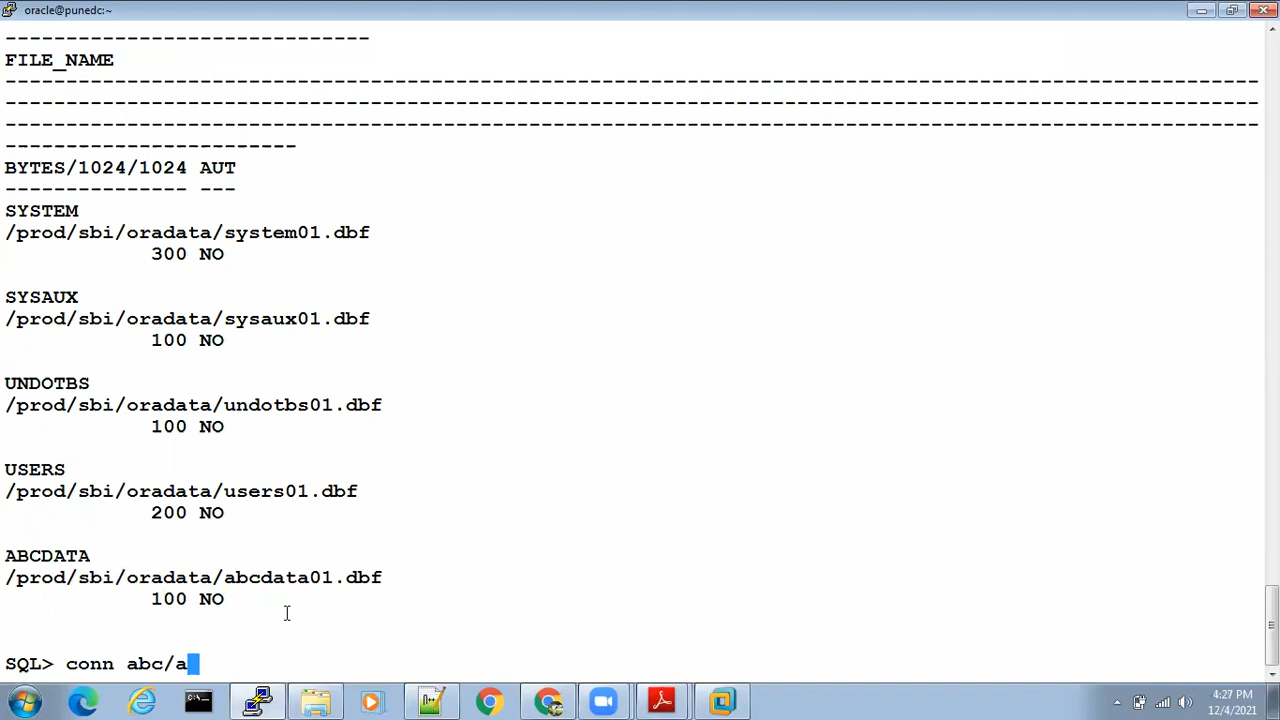 oracle@punedc:~
------------------------------
FILE_NAME
--------------------------------------------------------------------------------------------------------
--------------------------------------------------------------------------------------------------------
--------------------------------------------------------------------------------------------------------
------------------------
BYTES/1024/1024 AUT
--------------- ---
SYSTEM
/prod/sbi/oradata/system01.dbf
300 NO
SYSAUX
/prod/sbi/oradata/sysaux01.dbf
100 NO
UNDOTBS
/prod/sbi/oradata/undotbs01.dbf
100 NO
USERS
/prod/sbi/oradata/users01.dbf
200 NO
ABCDATA
/prod/sbi/oradata/abcdata01.dbf
100 NO
SQL> conn abc/a
4:27 PM
12/4/2021